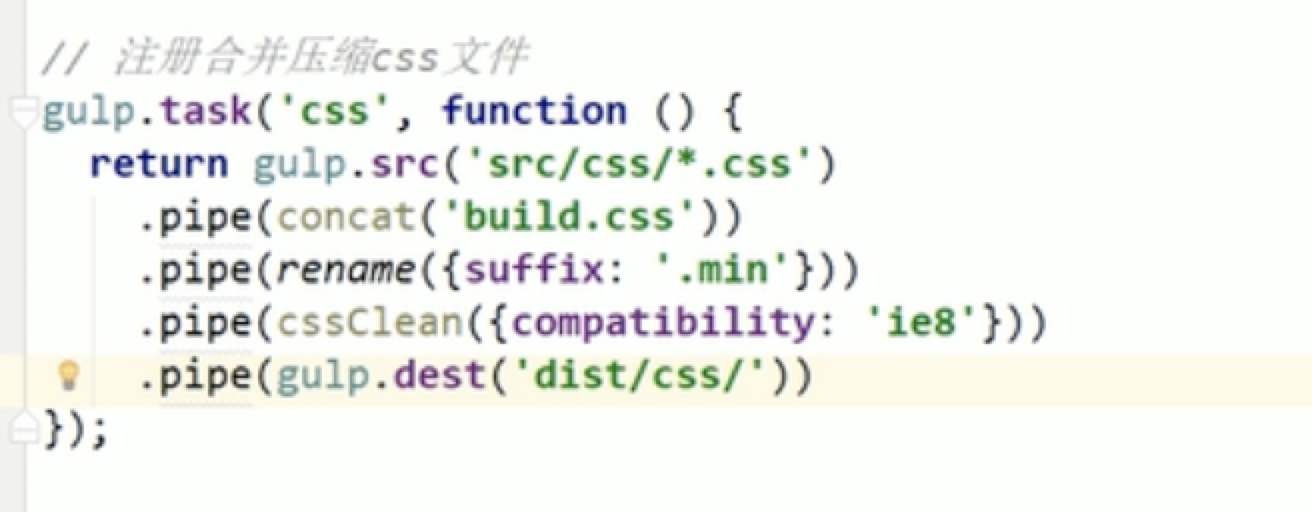 // 注册合并压缩css文件
gulp.task('css', function () {
  return gulp.src('src/css/*.css')
    .pipe(concat('build.css'))
    .pipe(rename({suffix: '.min'}))
    .pipe(cssClean({compatibility: 'ie8'}))
    .pipe(gulp.dest('dist/css/'))
});